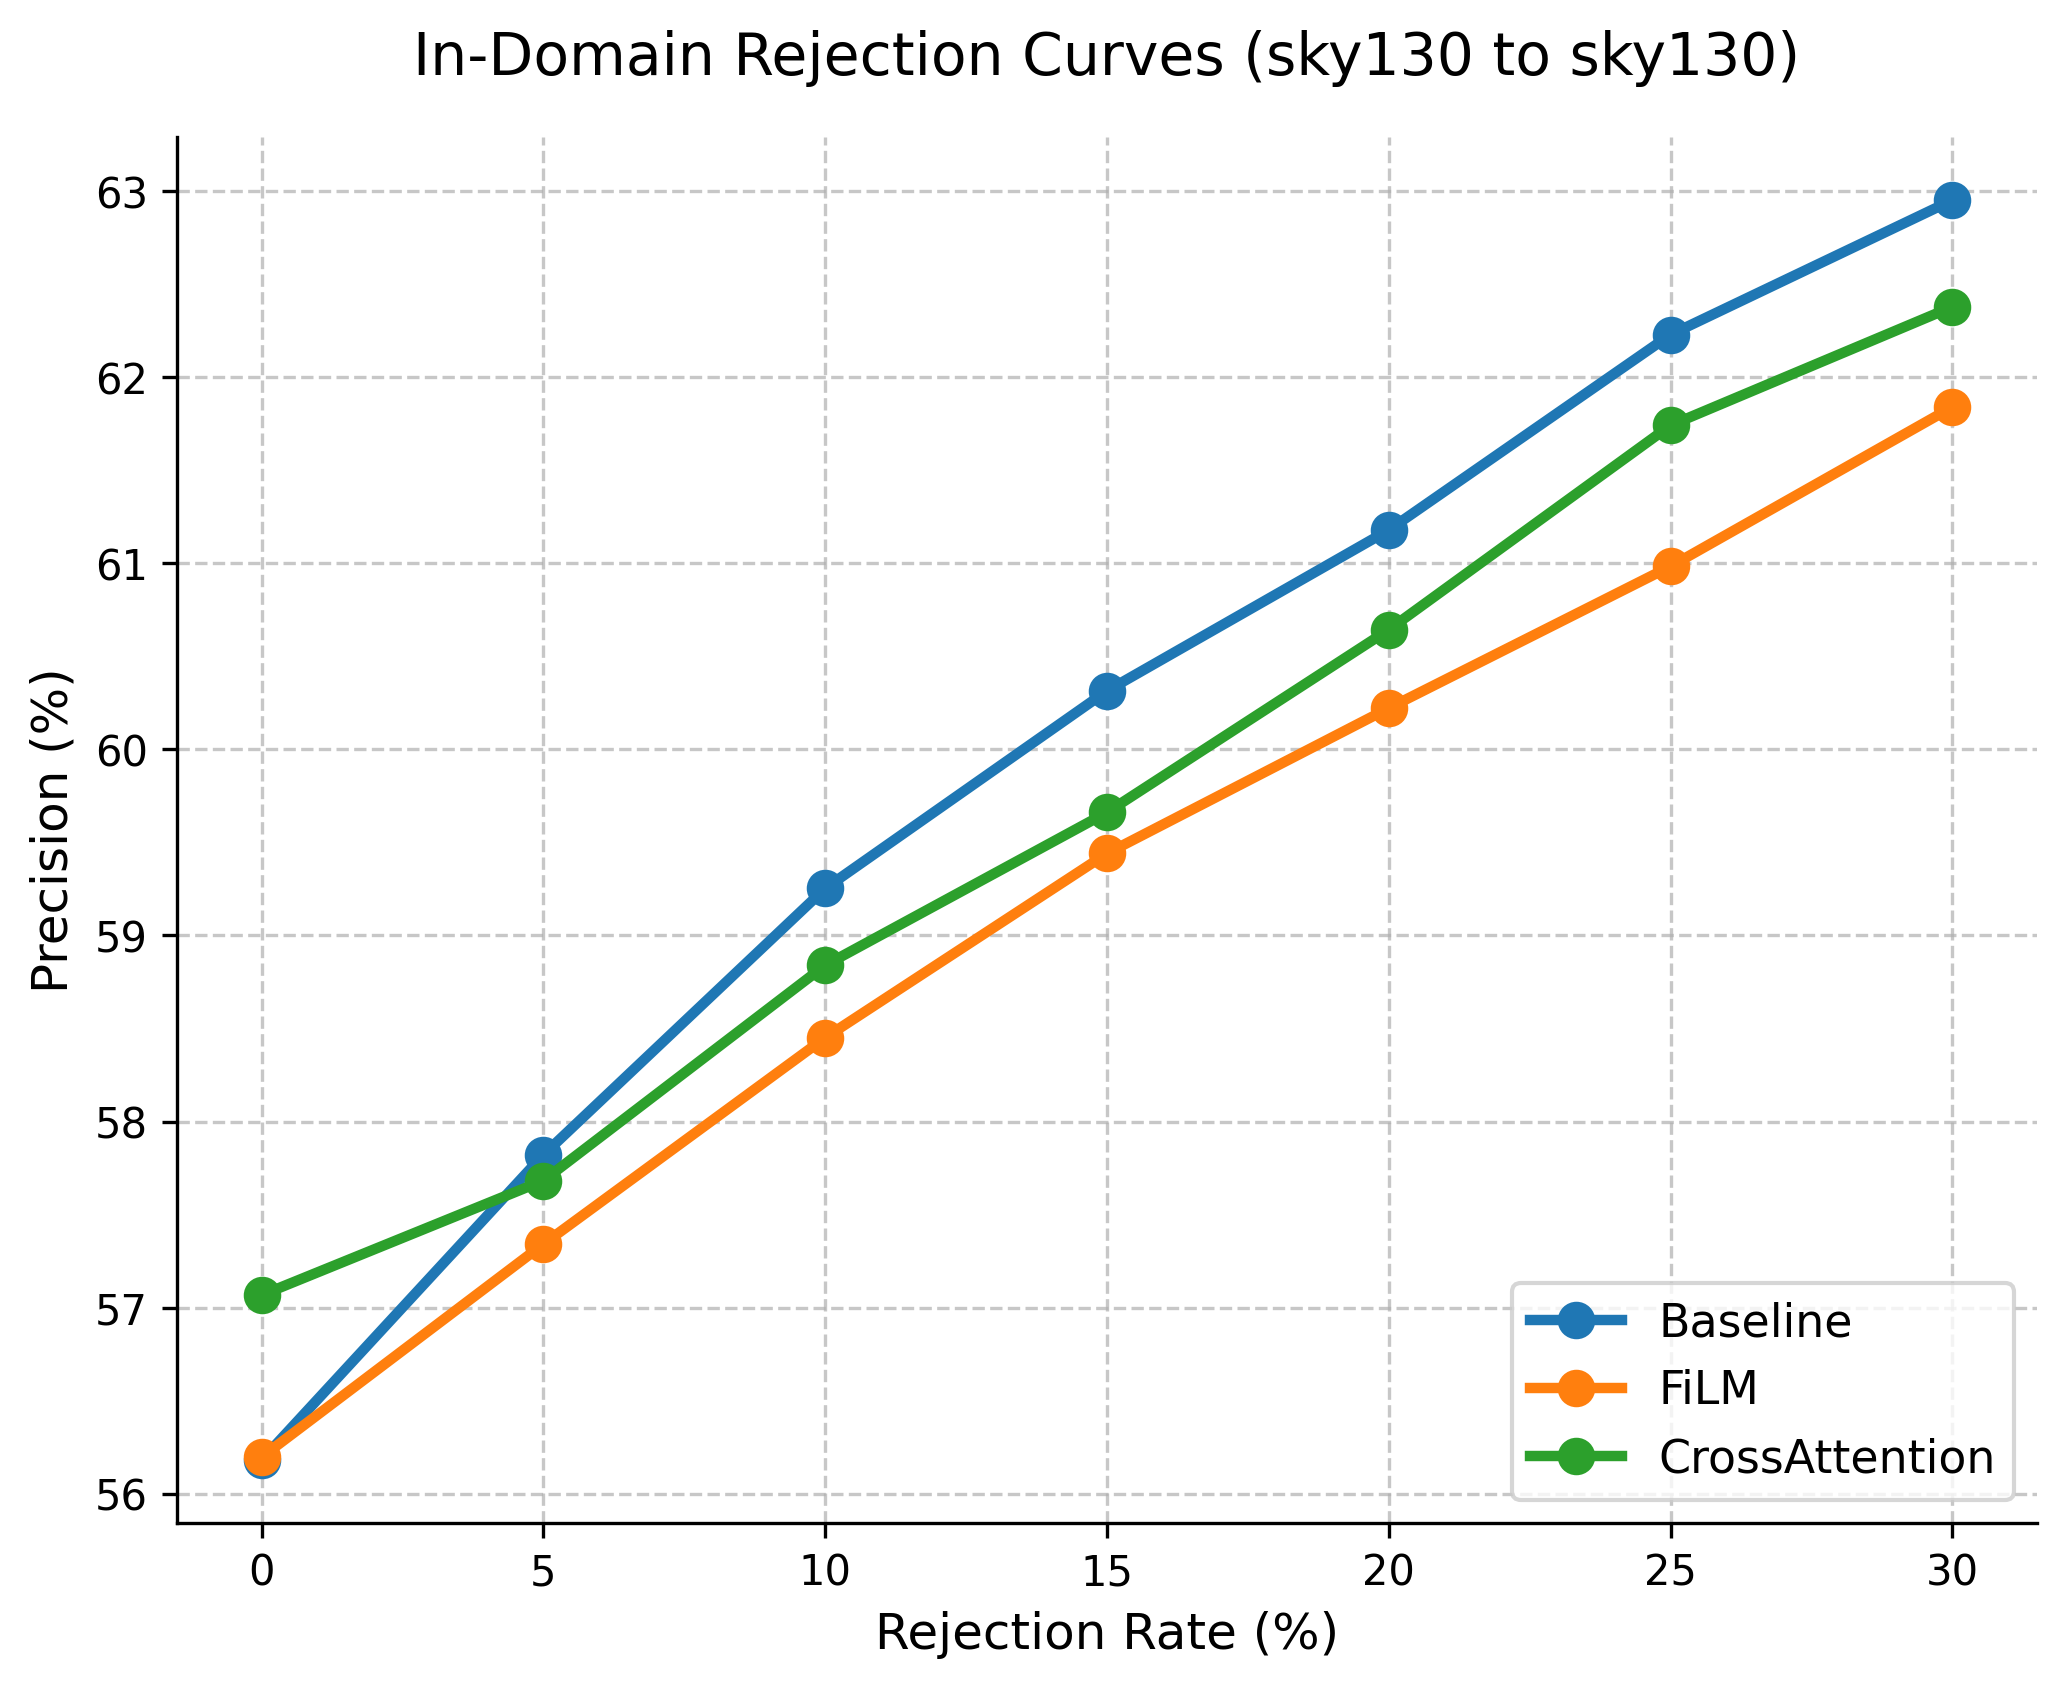 In-Domain Rejection Curves (sky130 to sky130)
Precision (%)
63
62
61
60
59
58
57
56
0 5 10 15 20 25 30
Rejection Rate (%)
Baseline
FiLM
CrossAttention